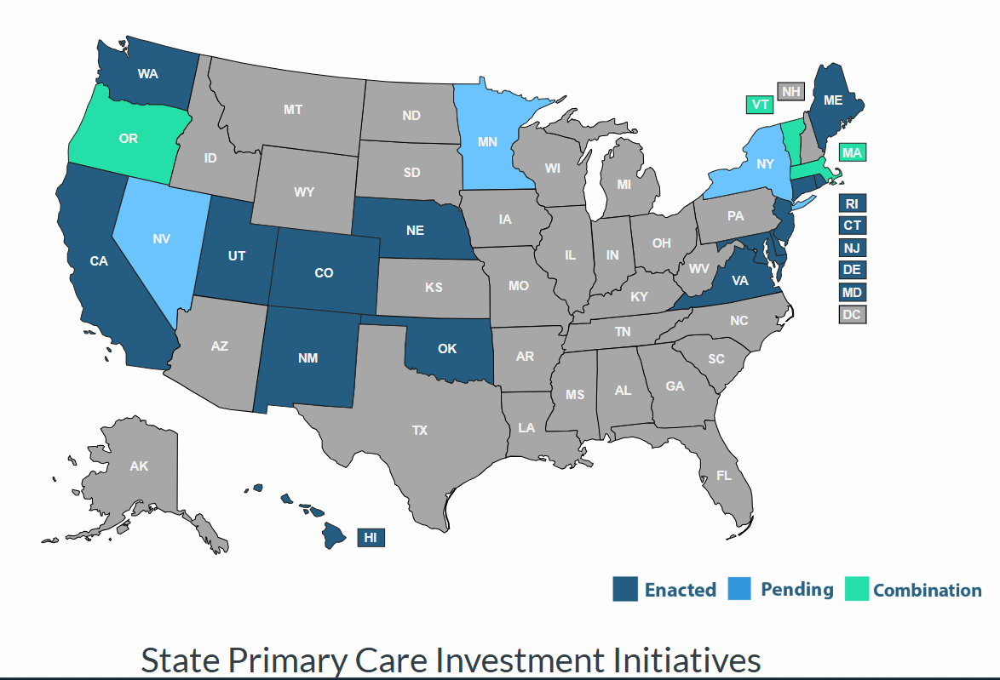 WA
MT
ND
MN
OR
ID
SD
WI
MI
NY
VT
NH
ME
MA
WY
NV
UT
CO
NE
IA
CA
IL
IN
OH
PA
RI
CT
NJ
DE
MD
DC
KS
MO
KY
WV
VA
AZ
NM
OK
AR
TN
NC
SC
MS
AL
GA
TX
LA
FL
AK
HI
Enacted
Pending
Combination
State Primary Care Investment Initiatives